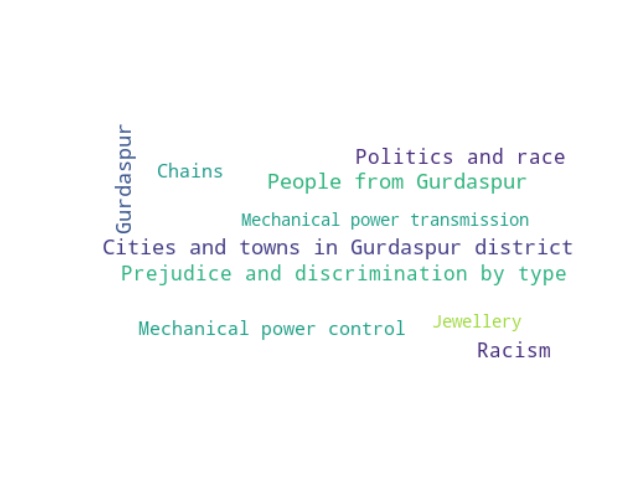 Gurdaspur
Politics and race
Chains
People from Gurdaspur
Mechanical power transmission
Cities and towns in Gurdaspur district
Prejudice and discrimination by type
Mechanical power control
Jewellery
Racism